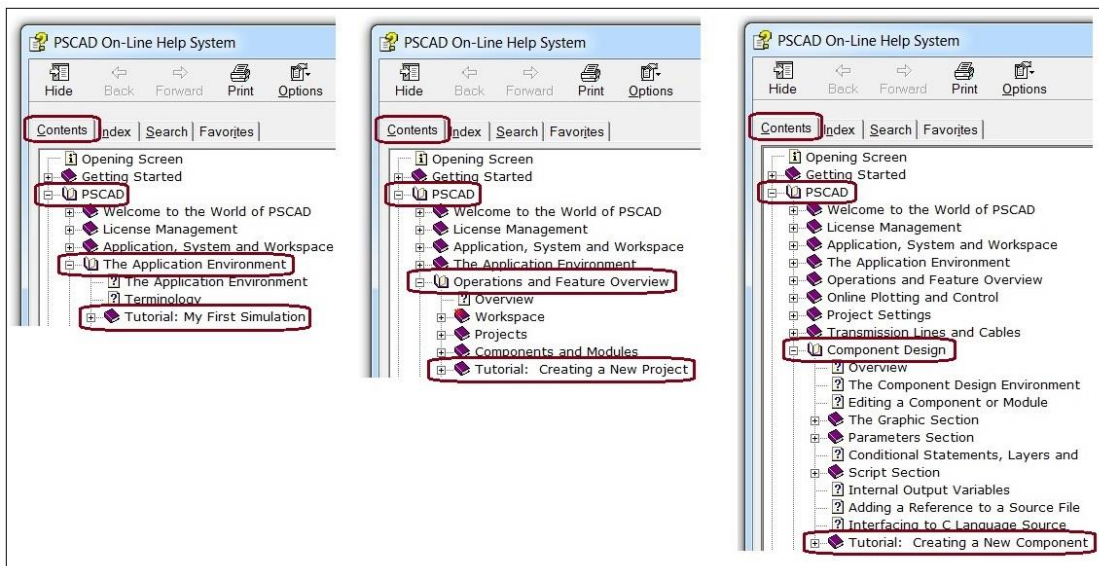 PSCAD On-Line Help System
Hide Back Forward Print Options
Contents Index Search Favorites
Opening Screen
Getting Started
PSCAD
Welcome to the World of PSCAD
License Management
Application, System and Workspace
The Application Environment
The Application Environment
Terminology
Tutorial: My First Simulation
PSCAD On-Line Help System
Hide Back Forward Print Options
Contents Index Search Favorites
Opening Screen
Getting Started
PSCAD
Welcome to the World of PSCAD
License Management
Application, System and Workspace
The Application Environment
Operations and Feature Overview
Overview
Workspace
Projects
Components and Modules
Tutorial: Creating a New Project
PSCAD On-Line Help System
Hide Back Forward Print Options
Contents Index Search Favorites
Opening Screen
Getting Started
PSCAD
Welcome to the World of PSCAD
License Management
Application, System and Workspace
The Application Environment
Operations and Feature Overview
Online Plotting and Control
Project Settings
Transmission Lines and Cables
Component Design
Overview
The Component Design Environment
Editing a Component or Module
The Graphic Section
Parameters Section
Conditional Statements, Layers and
Script Section
Internal Output Variables
Adding a Reference to a Source File
Interfacing to C Language Source
Tutorial: Creating a New Component